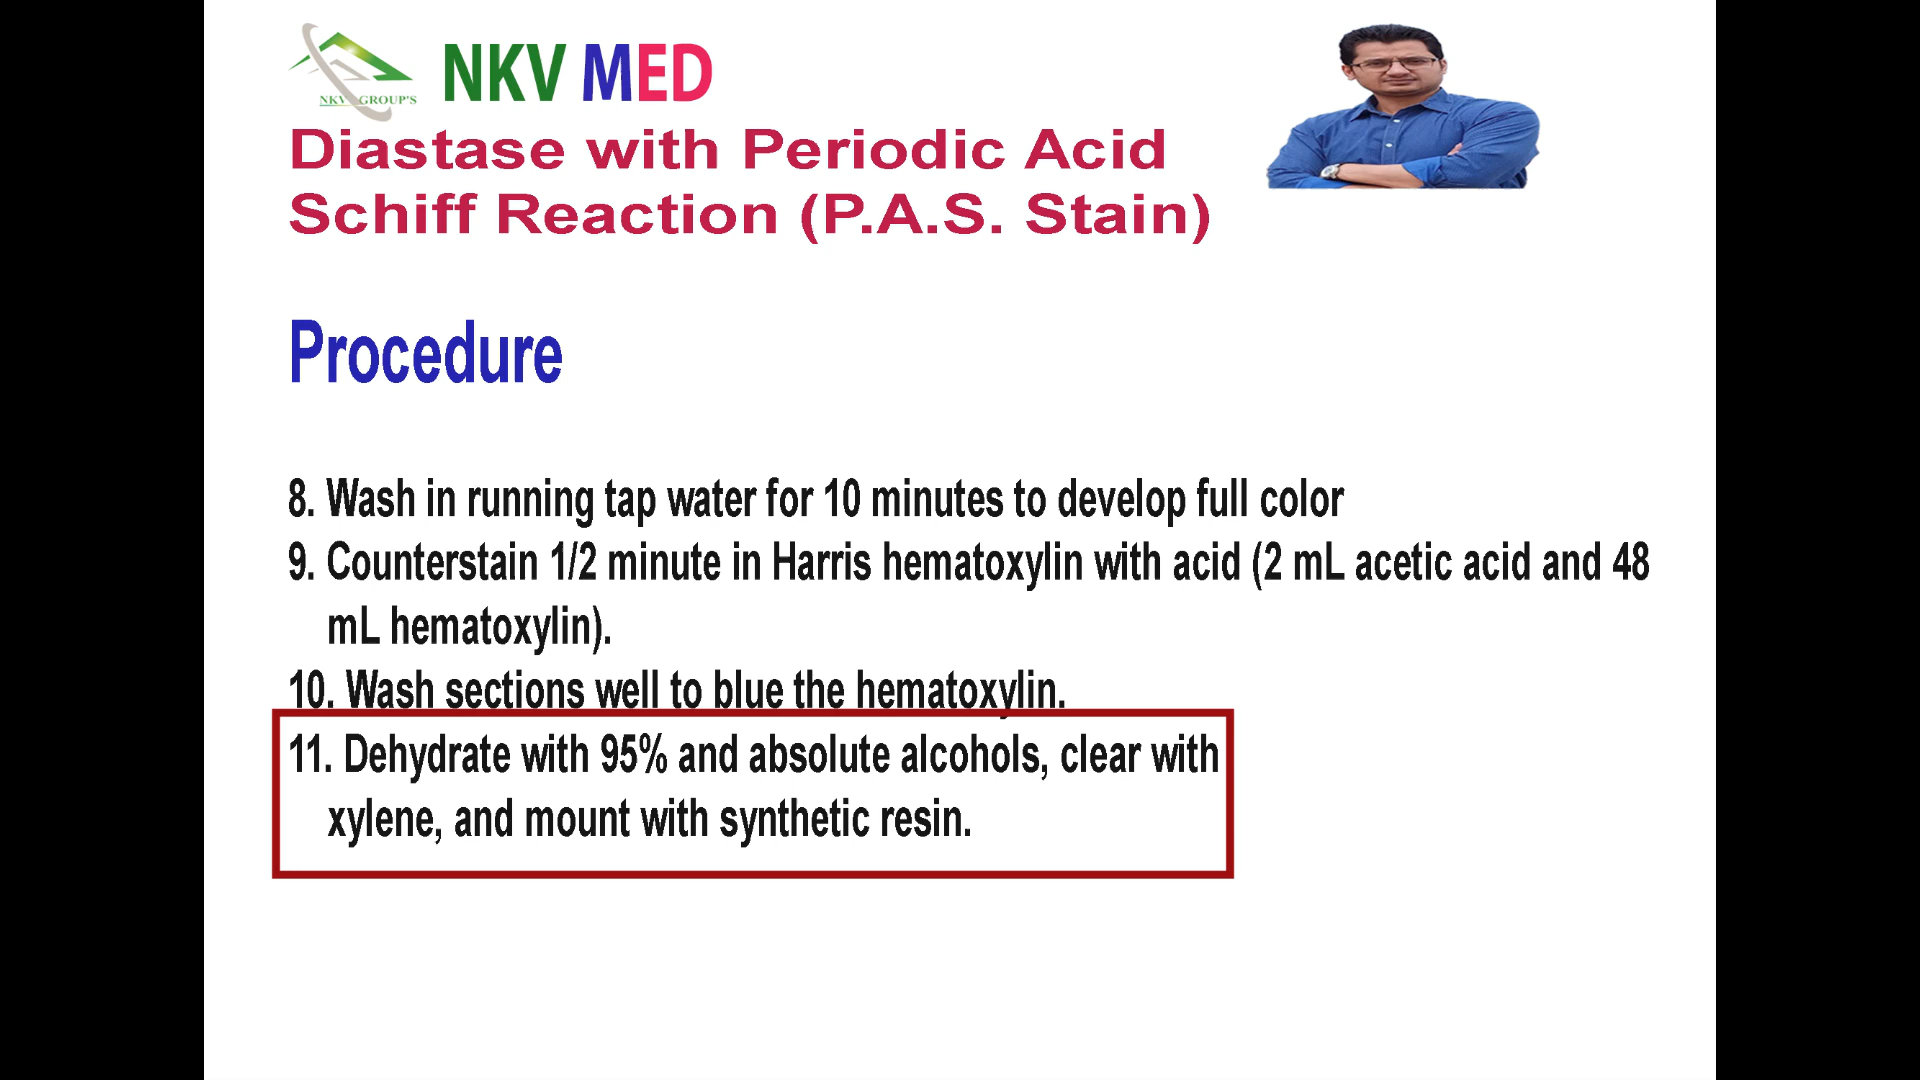 NKV GROUP'S
NKV MED
Diastase with Periodic Acid
Schiff Reaction (P.A.S. Stain)
Procedure
8. Wash in running tap water for 10 minutes to develop full color
9. Counterstain 1/2 minute in Harris hematoxylin with acid (2 mL acetic acid and 48
mL hematoxylin).
10. Wash sections well to blue the hematoxylin.
11. Dehydrate with 95% and absolute alcohols, clear with
xylene, and mount with synthetic resin.